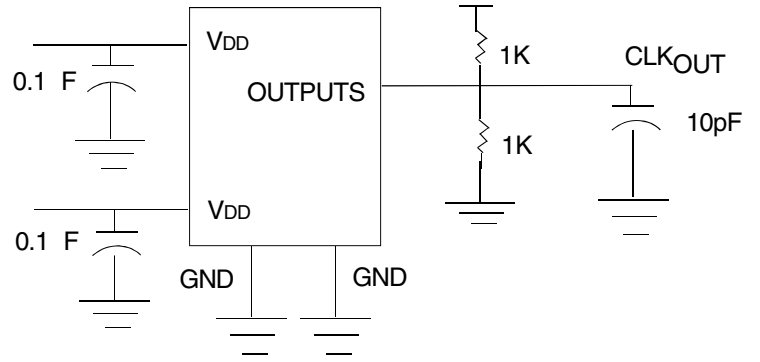 VDD
0.1 F
OUTPUTS
1K
CLKOUT
10pF
1K
VDD
0.1 F
GND
GND